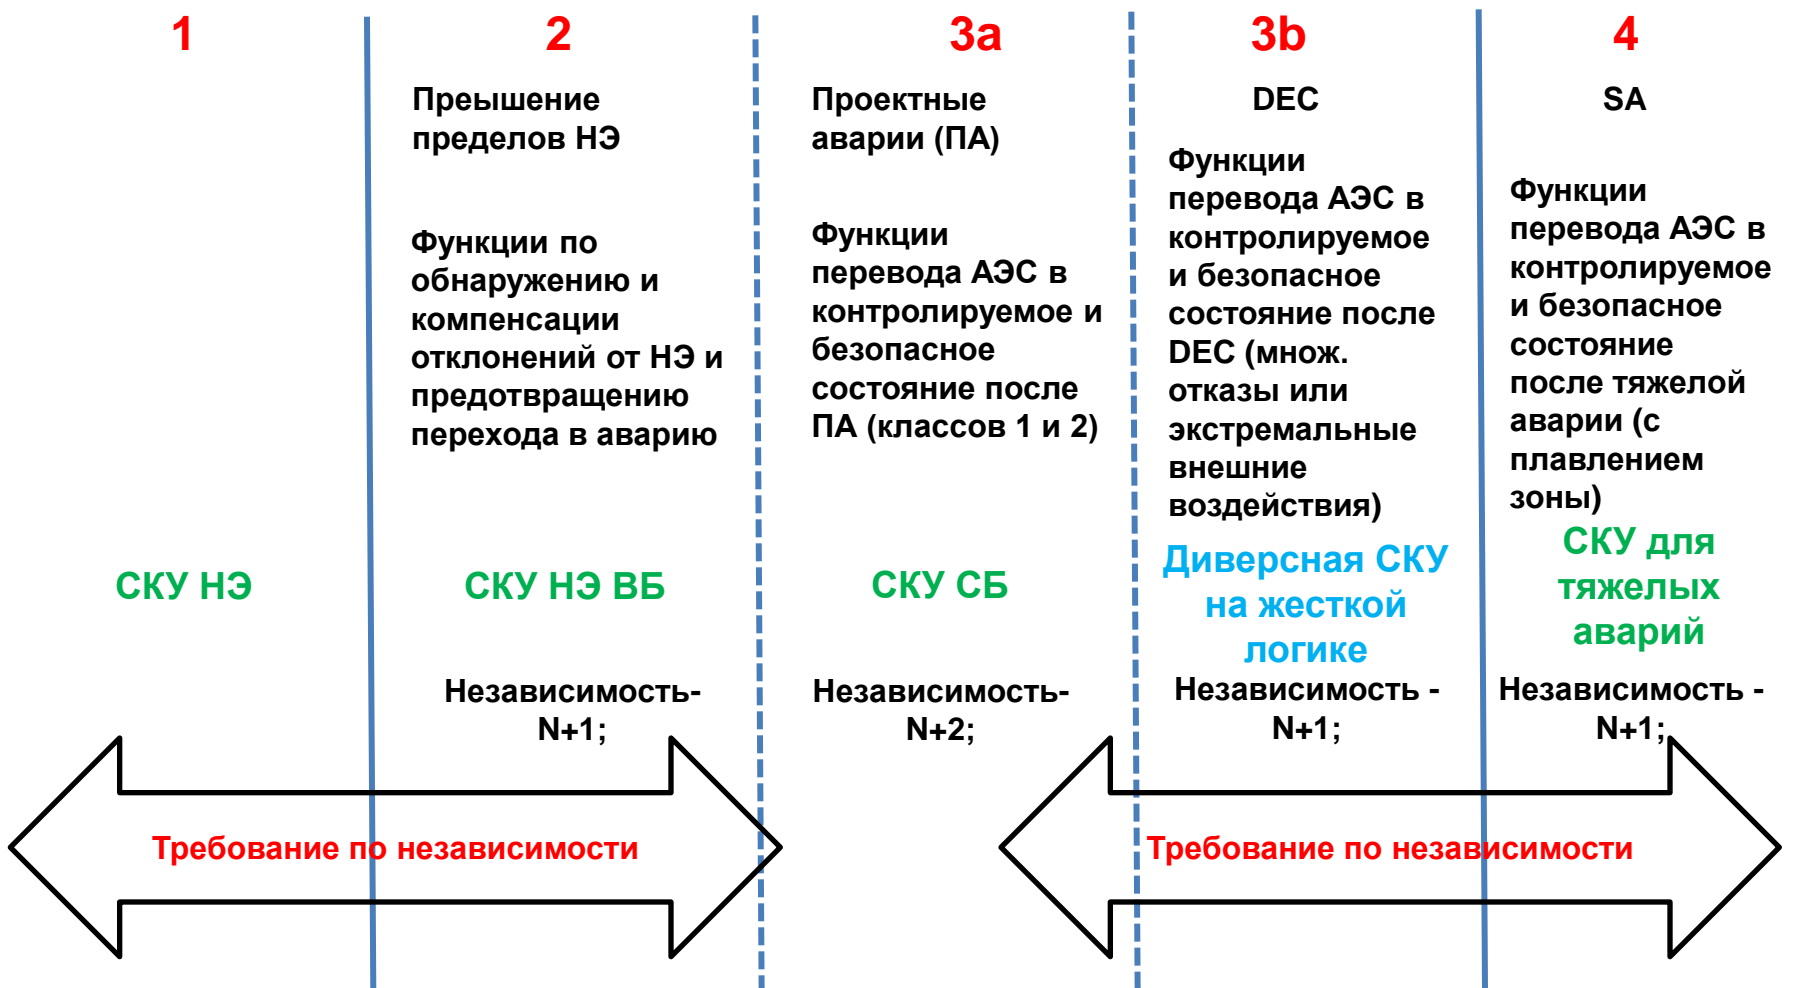 1
2
3a
3b
4
Преышение
пределов НЭ
Проектные
аварии (ПА)
DEC
SA
Функции по
обнаружению и
компенсации
отклонений от НЭ и
предотвращению
перехода в аварию
Функции
перевода АЭС в
контролируемое и
безопасное
состояние после
ПА (классов 1 и 2)
Функции
перевода АЭС в
контролируемое
и безопасное
состояние после
DEC (множ.
отказы или
экстремальные
внешние
воздействия)
Функции
перевода АЭС в
контролируемое
и безопасное
состояние
после тяжелой
аварии (с
плавлением
зоны)
СКУ НЭ
СКУ НЭ ВБ
СКУ СБ
Диверсная СКУ
на жесткой
логике
СКУ для
тяжелых
аварий
Независимость-
N+1;
Независимость-
N+2;
Независимость -
N+1;
Независимость -
N+1;
Требование по независимости
Требование по независимости